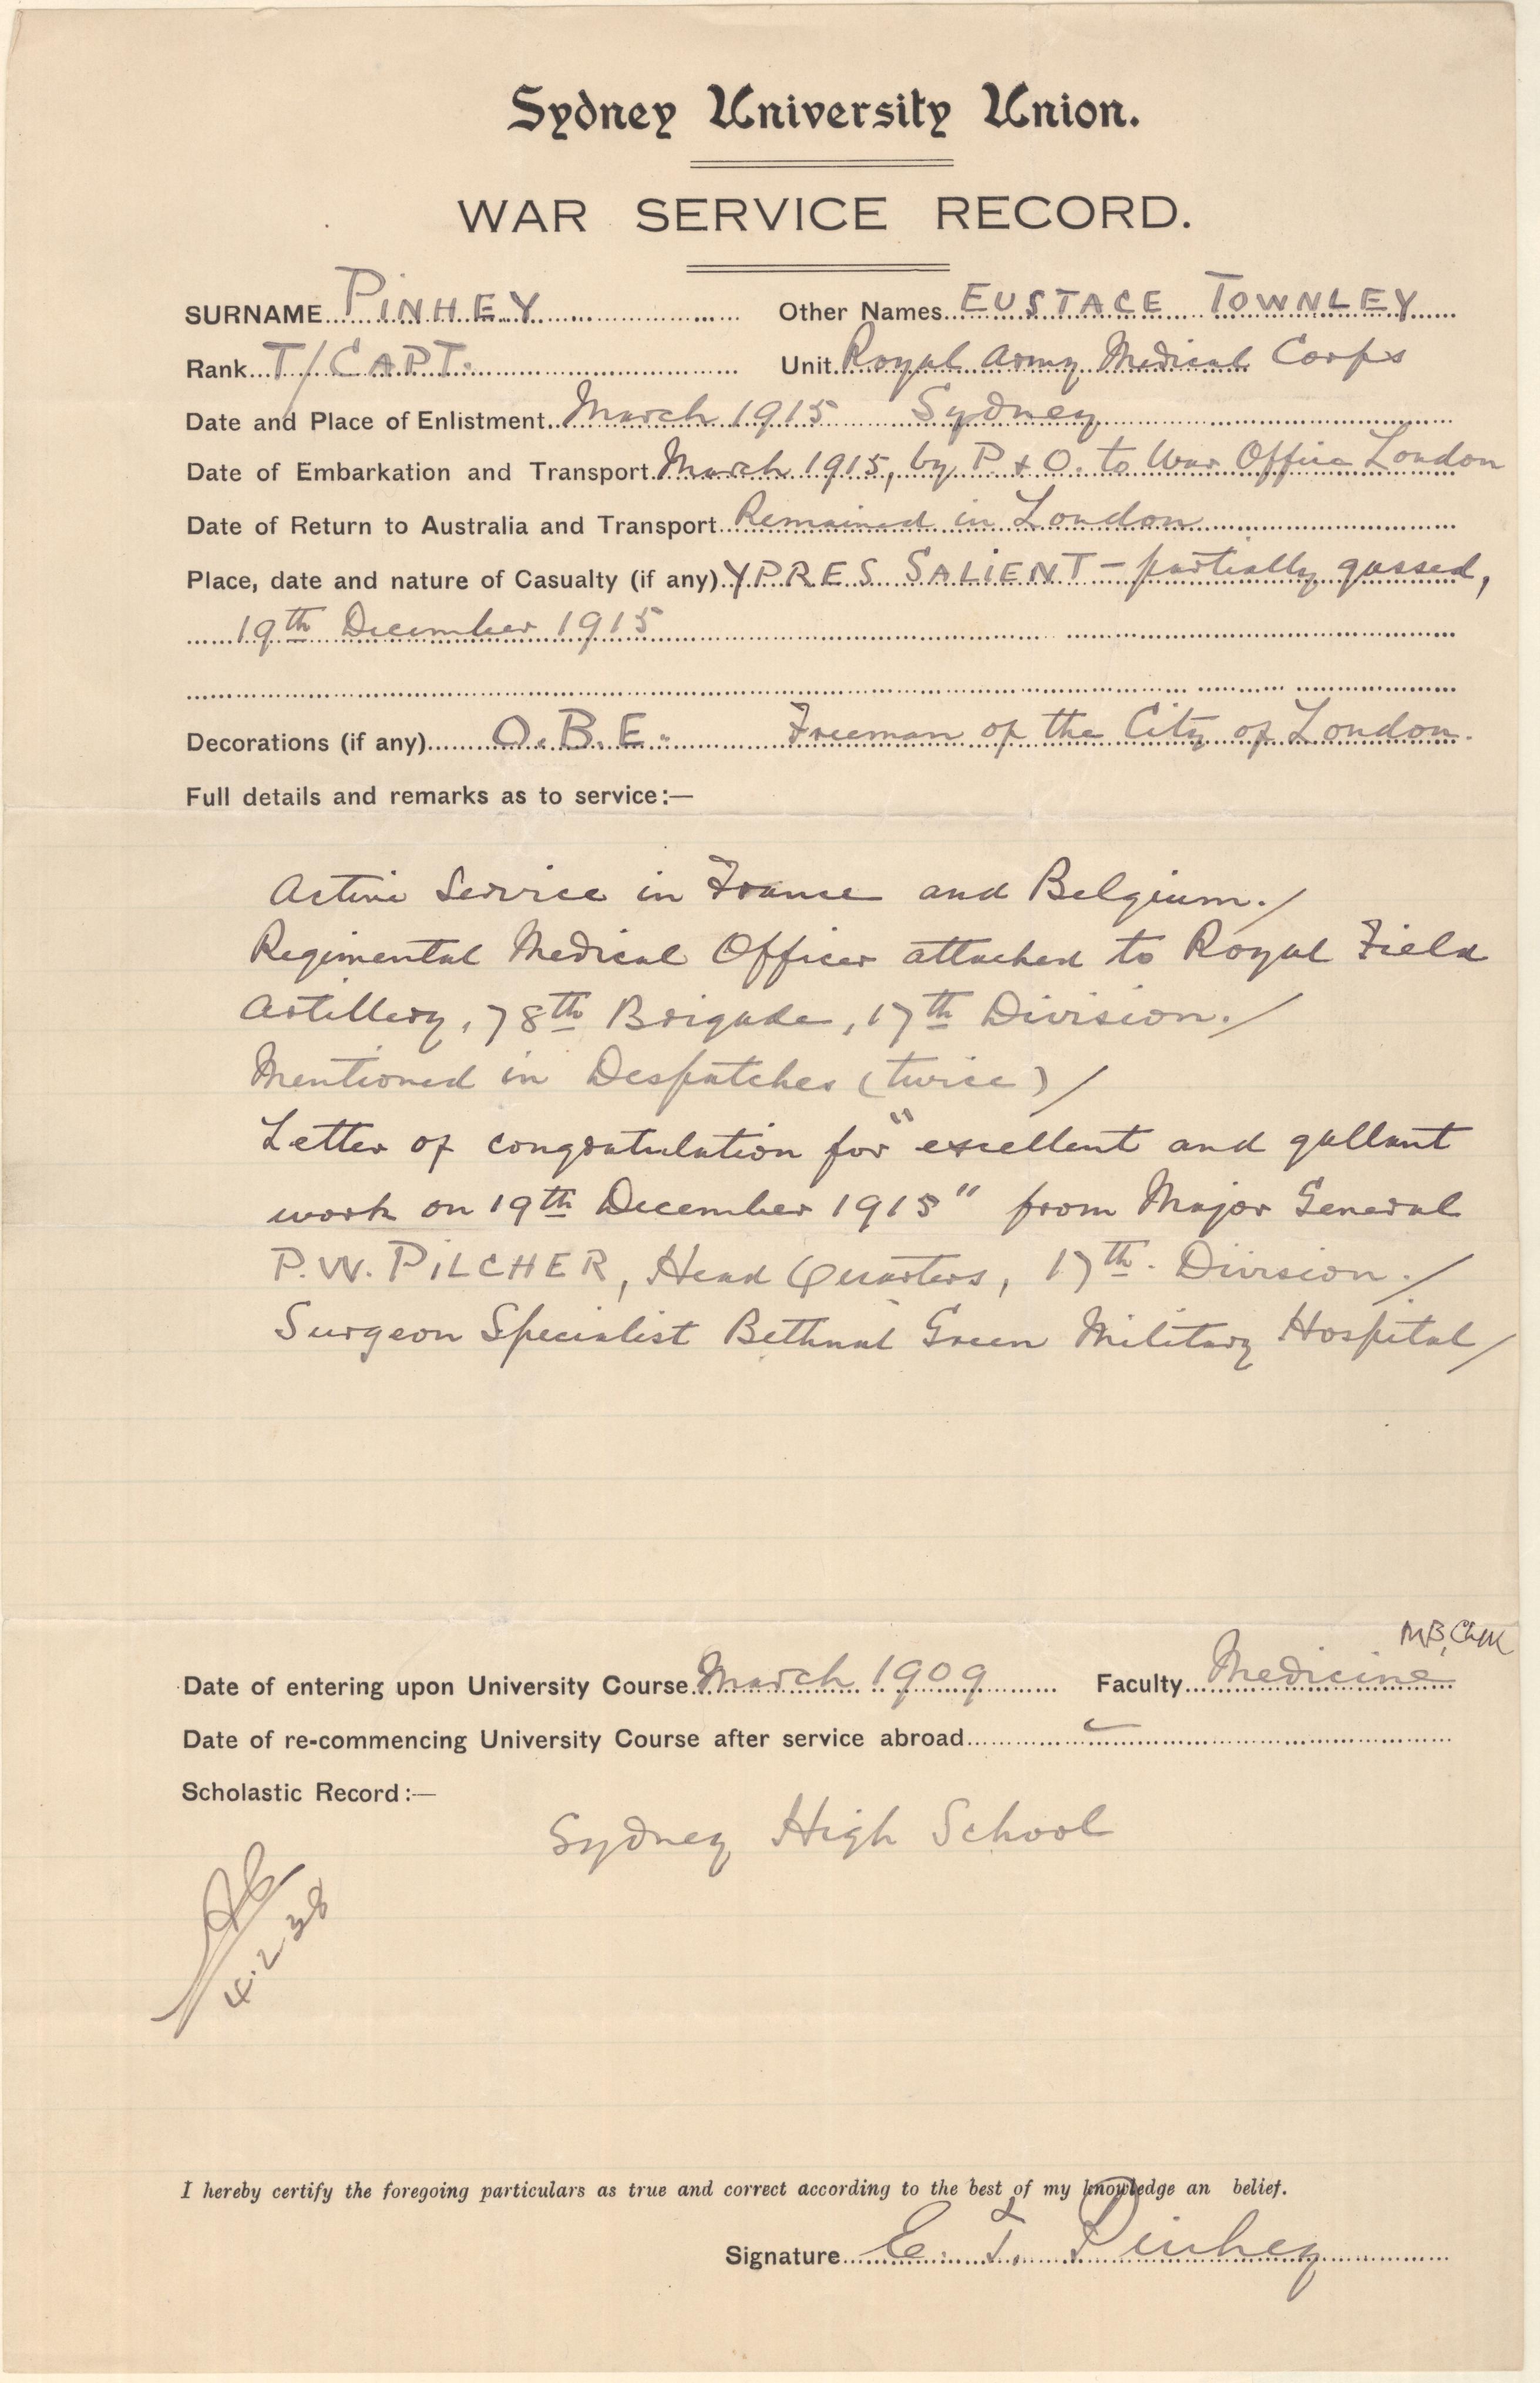 Sydney University Union.
WAR SERVICE RECORD.
SURNAME PINHEY Other Names EUSTACE TOWNLEY
Rank T/CAPT. Unit Royal Army Medical Corps
Date and Place of Enlistment March 1915 Sydney
Date of Embarkation and Transport March 1915, by P. & O. to War Office London
Date of Return to Australia and Transport Remained in London
Place, date and nature of Casualty (if any) YPRES SALIENT - partially gassed,
19th December 1915
Decorations (if any) O.B.E. Freeman of the City of London.
Full details and remarks as to service:—
Active Service in France and Belgium./
Regimental Medical Officer attached to Royal Field
Artillery, 78th Brigade, 17th Division./
Mentioned in Despatches (twice)/
Letter of congratulation for "excellent and gallant
work on 19th December 1915" from Major General
P.W. PILCHER, Head Quarters, 17th. Division./
Surgeon Specialist Bethnal Green Military Hospital/
MB, ChM
Date of entering upon University Course March 1909 Faculty Medicine
Date of re-commencing University Course after service abroad
Scholastic Record:—
Sydney High School
4.2.38
I hereby certify the foregoing particulars as true and correct according to the best of my knowledge an belief.
Signature E. T. Pinhey